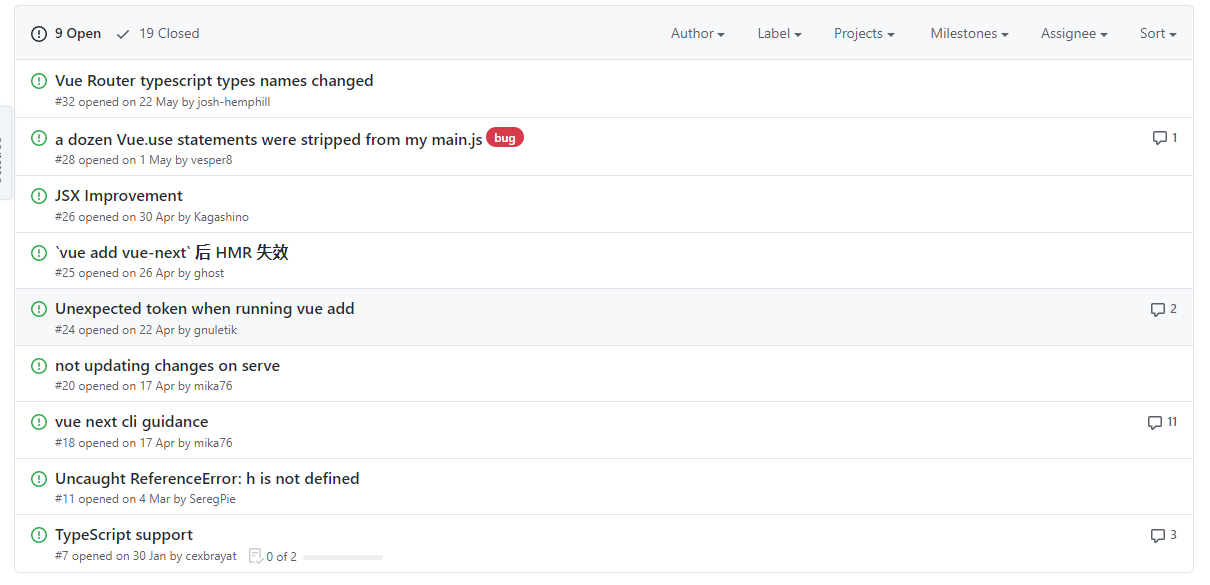 9 Open 19 Closed Author Label Projects Milestones Assignee Sort
Vue Router typescript types names changed
#32 opened on 22 May by josh-hemphill
a dozen Vue.use statements were stripped from my main.js bug 1
#28 opened on 1 May by vesper8
JSX Improvement
#26 opened on 30 Apr by Kagashino
`vue add vue-next` 后 HMR 失效
#25 opened on 26 Apr by ghost
Unexpected token when running vue add 2
#24 opened on 22 Apr by gnuletik
not updating changes on serve
#20 opened on 17 Apr by mika76
vue next cli guidance 11
#18 opened on 17 Apr by mika76
Uncaught ReferenceError: h is not defined
#11 opened on 4 Mar by SeregPie
TypeScript support 3
#7 opened on 30 Jan by cexbrayat 0 of 2